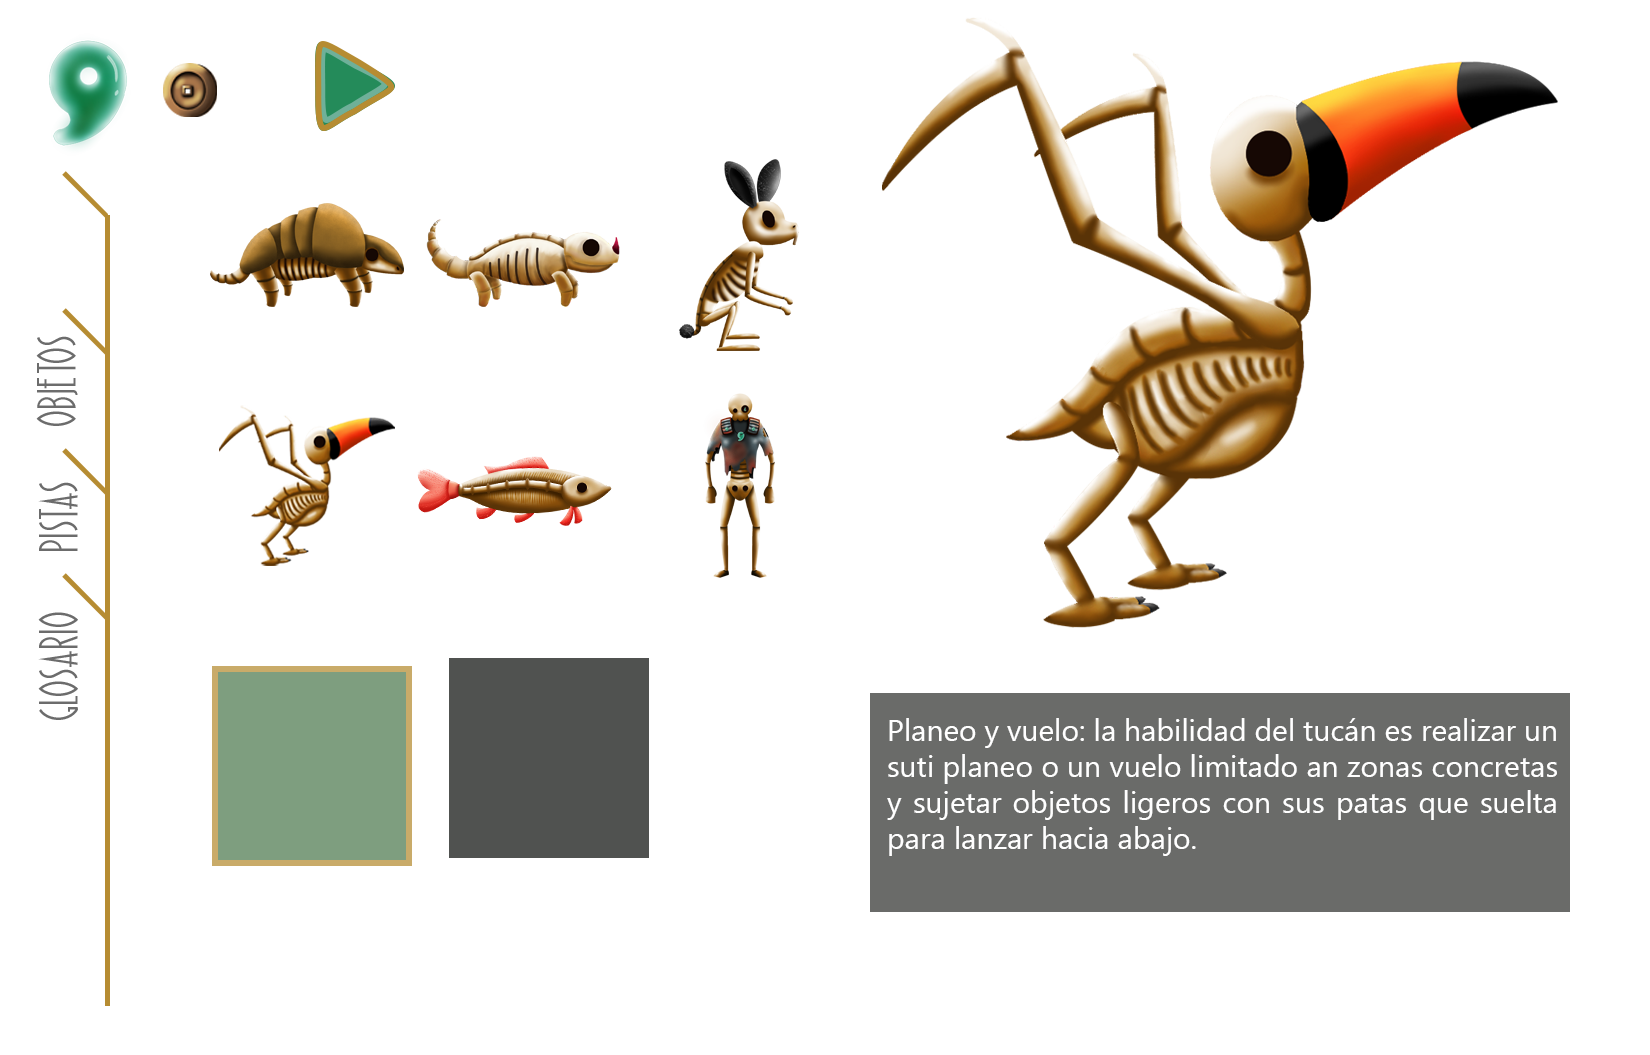 OBJETOS
PISTAS
GLOSARIO
Planeo y vuelo: la habilidad del tucán es realizar un
suti planeo o un vuelo limitado an zonas concretas
y sujetar objetos ligeros con sus patas que suelta
para lanzar hacia abajo.